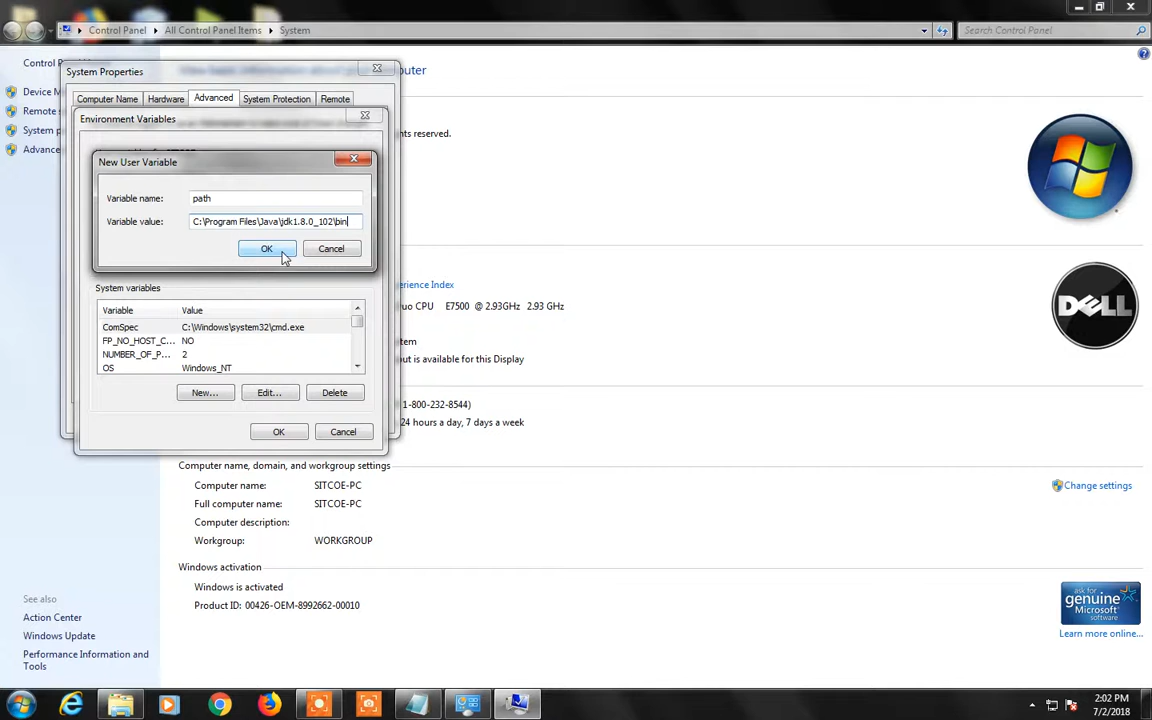 Control Panel
All Control Panel Items
System
Search Control Panel
System Properties
Computer Name
Hardware
Advanced
System Protection
Remote
Environment Variables
New User Variable
Variable name:
path
Variable value:
C:\Program Files\Java\jdk1.8.0_102\bin
OK
Cancel
System variables
Variable Value
ComSpec C:\Windows\system32\cmd.exe
FP_NO_HOST_C... NO
NUMBER_OF_P... 2
OS Windows_NT
New...
Edit...
Delete
OK
Cancel
Device M
Remote s
System p
Advance
hts reserved.
erience Index
uo CPU E7500 @ 2.93GHz 2.93 GHz
stem
out is available for this Display
1-800-232-8544)
24 hours a day, 7 days a week
Computer name, domain, and workgroup settings
Computer name: SITCOE-PC
Full computer name: SITCOE-PC
Computer description:
Workgroup: WORKGROUP
Change settings
Windows activation
Windows is activated
Product ID: 00426-OEM-8992662-00010
DELL
ask for
genuine
Microsoft
software
Learn more online...
See also
Action Center
Windows Update
Performance Information and
Tools
2:02 PM
7/2/2018